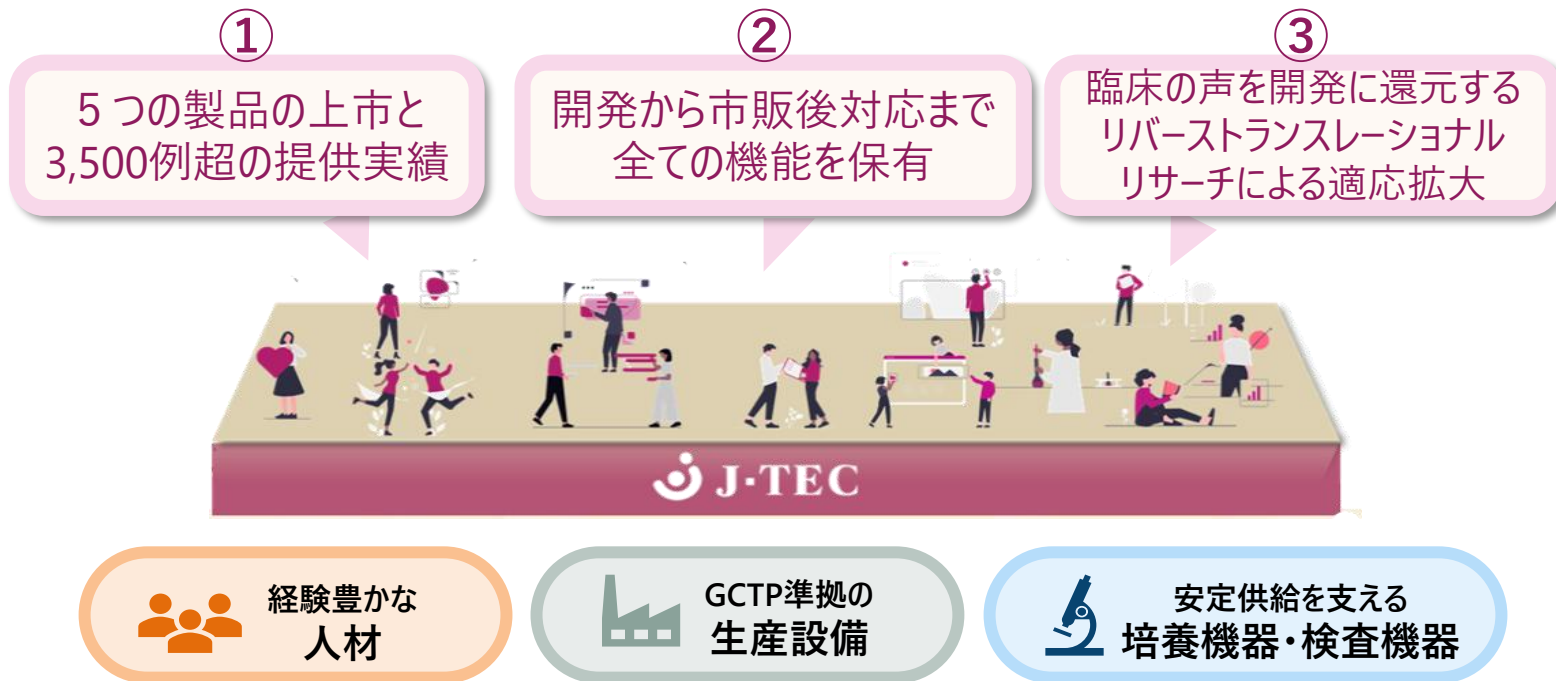 ①
5つの製品の上市と
3,500例超の提供実績
②
開発から市販後対応まで
全ての機能を保有
③
臨床の声を開発に還元する
リバーストランスレーショナル
リサーチによる適応拡大
J-TEC
経験豊かな
人材
GCTP準拠の
生産設備
安定供給を支える
培養機器・検査機器